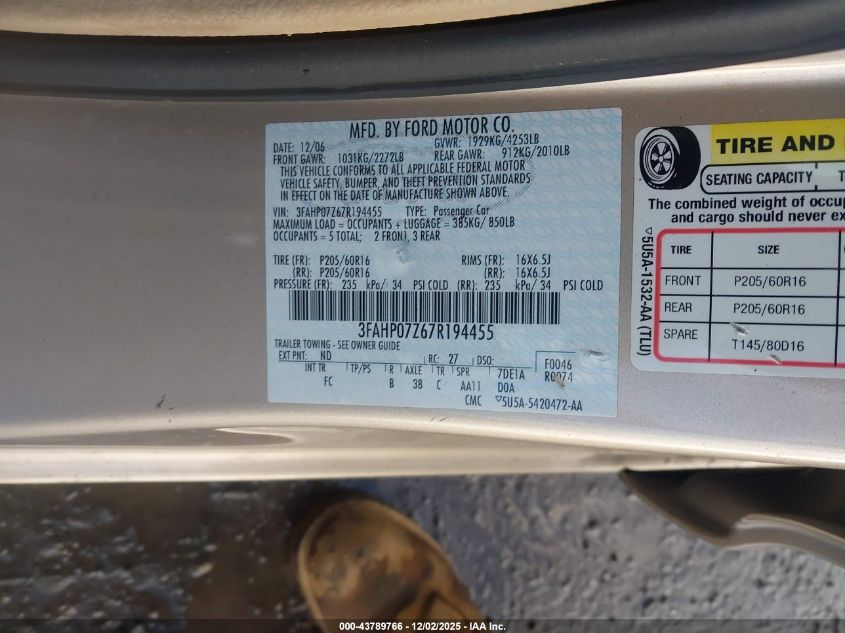 MFD. BY FORD MOTOR CO.
DATE: 12/06 GVWR: 1929KG/4253LB
FRONT GAWR: 1031KG/2272LB REAR GAWR: 912KG/2010LB
THIS VEHICLE CONFORMS TO ALL APPLICABLE FEDERAL MOTOR
VEHICLE SAFETY, BUMPER, AND THEFT PREVENTION STANDARDS
IN EFFECT ON THE DATE OF MANUFACTURE SHOWN ABOVE.
VIN: 3FAHP07Z67R194455 TYPE: Passenger Car
MAXIMUM LOAD = OCCUPANTS + LUGGAGE = 385KG/ 850LB
OCCUPANTS = 5 TOTAL; 2 FRONT, 3 REAR
TIRE (FR): P205/60R16 RIMS (FR): 16X6.5J
(RR): P205/60R16 (RR): 16X6.5J
PRESSURE (FR): 235 kPa/ 34 PSI COLD (RR): 235 kPa/ 34 PSI COLD
3FAHP07Z67R194455
TRAILER TOWING - SEE OWNER GUIDE
EXT PNT: ND RC: 27 DSO: F0046
INT TR TP/PS R AXLE TR SPR 7DE1A R0074
FC B 38 C AA11 D0A
CMC ▽5U5A-5420472-AA
TIRE AND
SEATING CAPACITY
The combined weight of
and cargo should never
TIRE SIZE
FRONT P205/60R16
REAR P205/60R16
SPARE T145/80D16
▽5U5A-1532-AA (TLU)
000-43789766 - 12/02/2025 - IAA Inc.